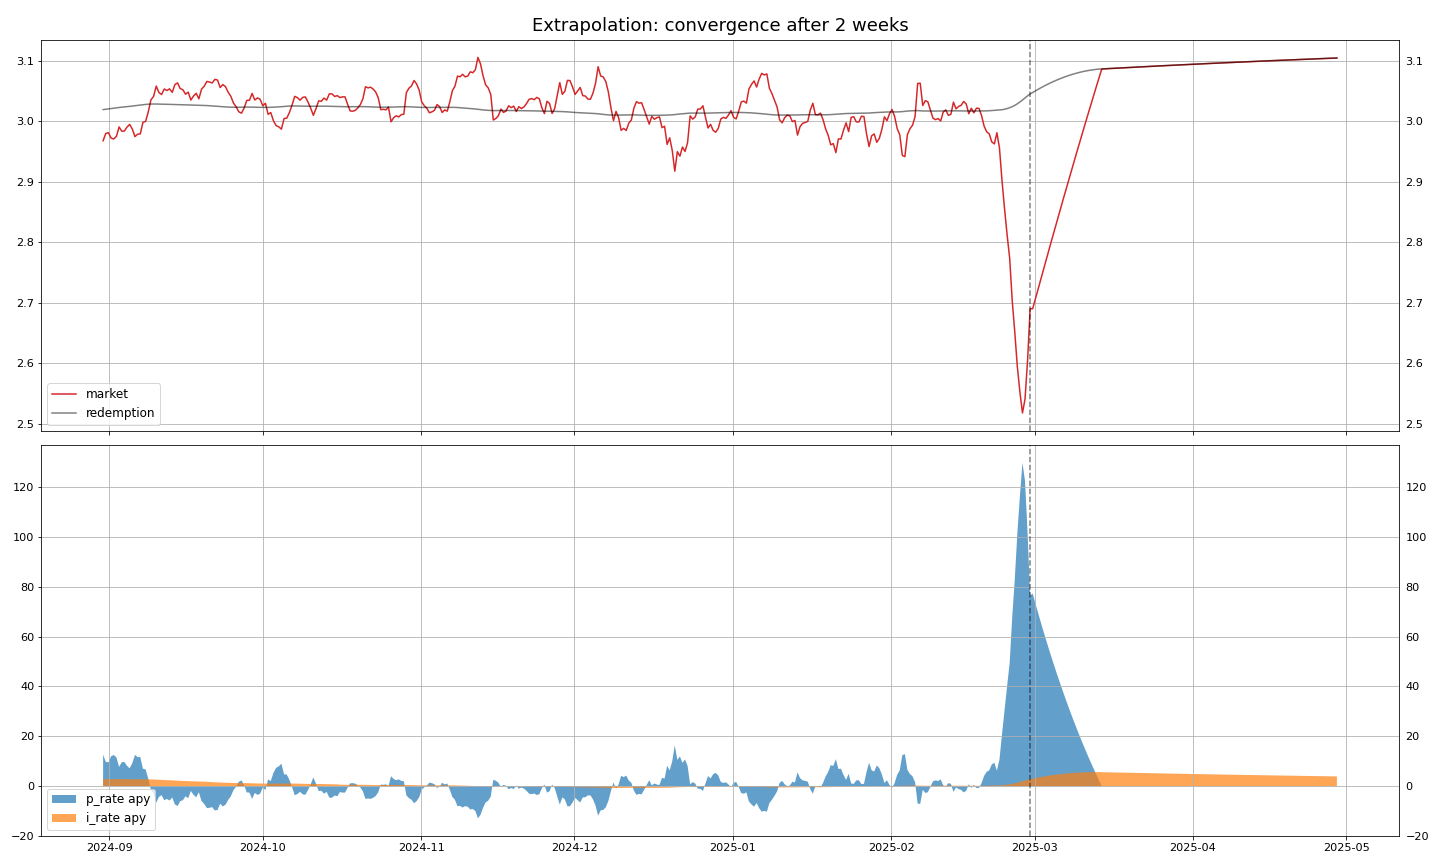 Extrapolation: convergence after 2 weeks
3.1 3.1
3.0 3.0
2.9 2.9
2.8 2.8
2.7 2.7
2.6 2.6
market
redemption
2.5 2.5
120 120
100 100
80 80
60 60
40 40
20 20
0 0
p_rate apy
i_rate apy
−20 −20
2024-09 2024-10 2024-11 2024-12 2025-01 2025-02 2025-03 2025-04 2025-05